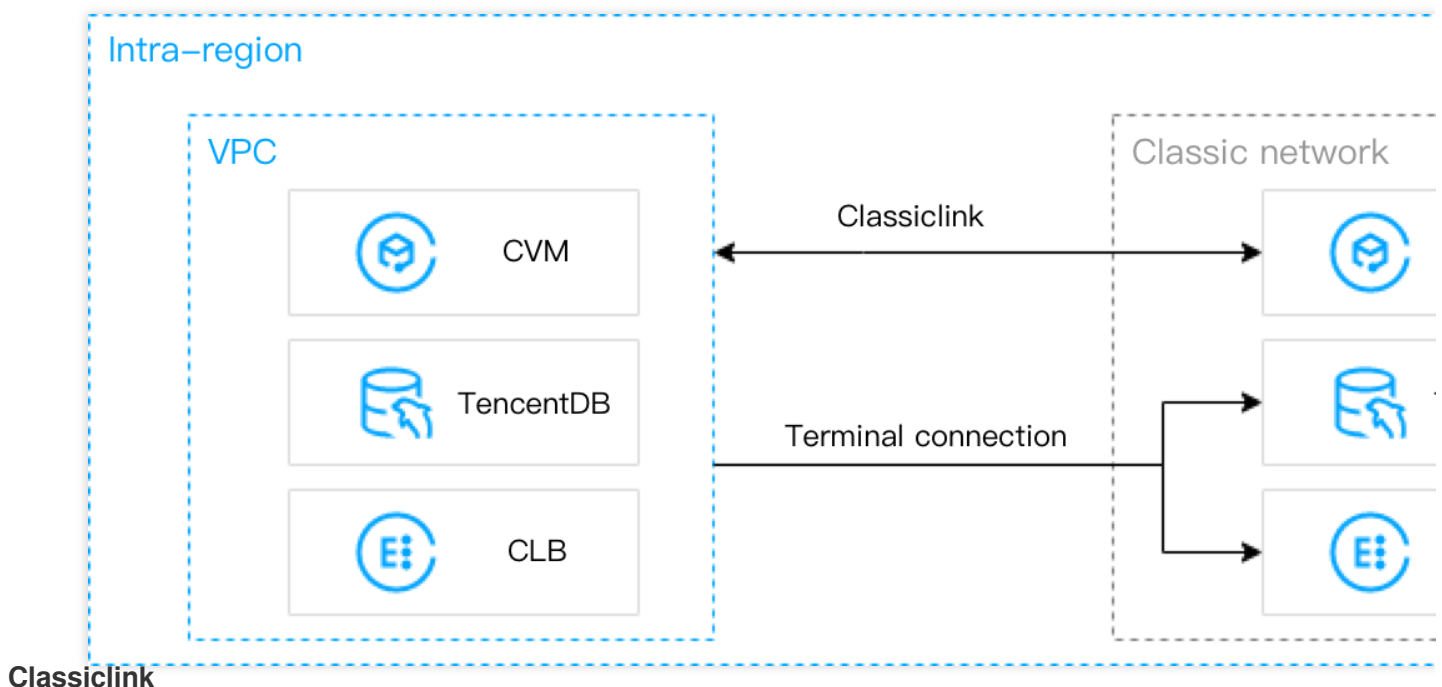 Intra-region
VPC
Classic network
Classiclink
CVM
TencentDB
Terminal connection
CLB
Classiclink